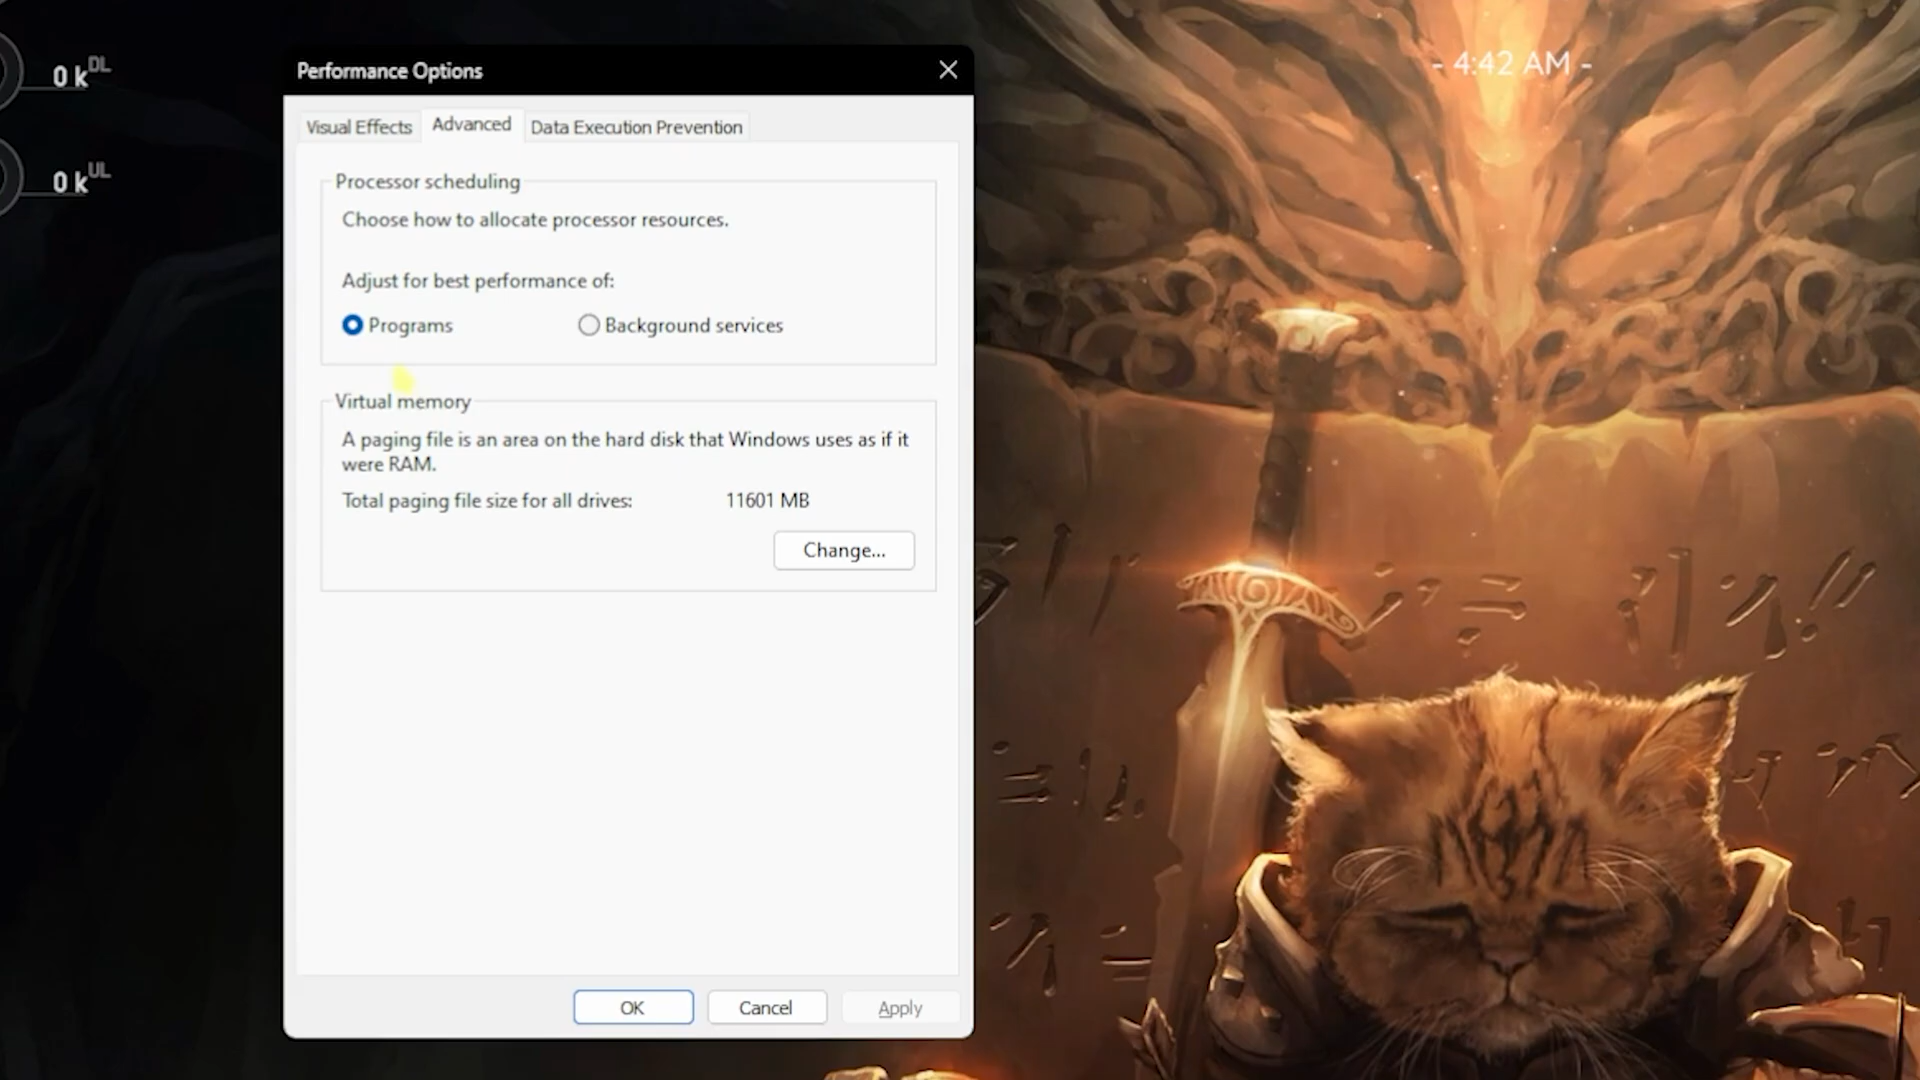 0 k DL
0 k UL
- 4:42 AM -
Performance Options
Visual Effects
Advanced
Data Execution Prevention
Processor scheduling
Choose how to allocate processor resources.
Adjust for best performance of:
Programs
Background services
Virtual memory
A paging file is an area on the hard disk that Windows uses as if it
were RAM.
Total paging file size for all drives:
11601 MB
Change...
OK
Cancel
Apply